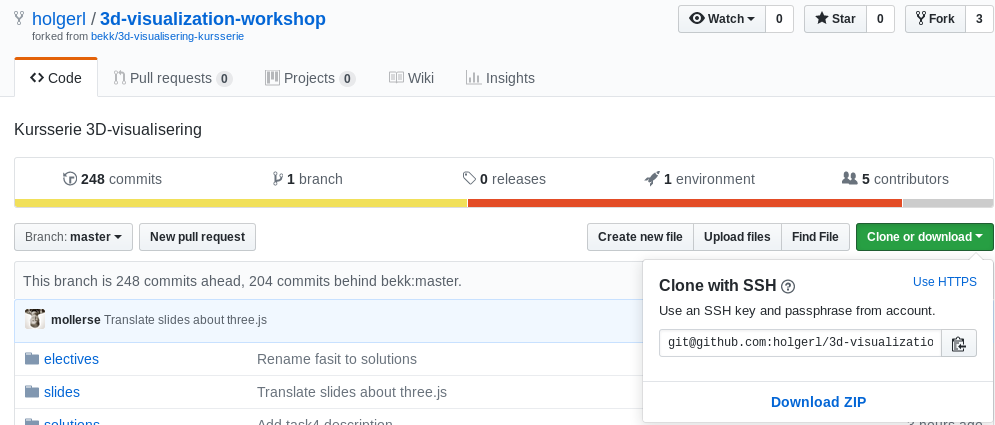 holgerl / 3d-visualization-workshop
Watch 0 Star 0 Fork 3
forked from bekk/3d-visualisering-kursserie
Code Pull requests 0 Projects 0 Wiki Insights
Kursserie 3D-visualisering
248 commits 1 branch 0 releases 1 environment 5 contributors
Branch: master New pull request Create new file Upload files Find File Clone or download
This branch is 248 commits ahead, 204 commits behind bekk:master.
Clone with SSH Use HTTPS
Use an SSH key and passphrase from account.
git@github.com:holgerl/3d-visualizatio
Download ZIP
mollerse Translate slides about three.js
electives Rename fasit to solutions
slides Translate slides about three.js
solutions Add task4 description 3 hours ago